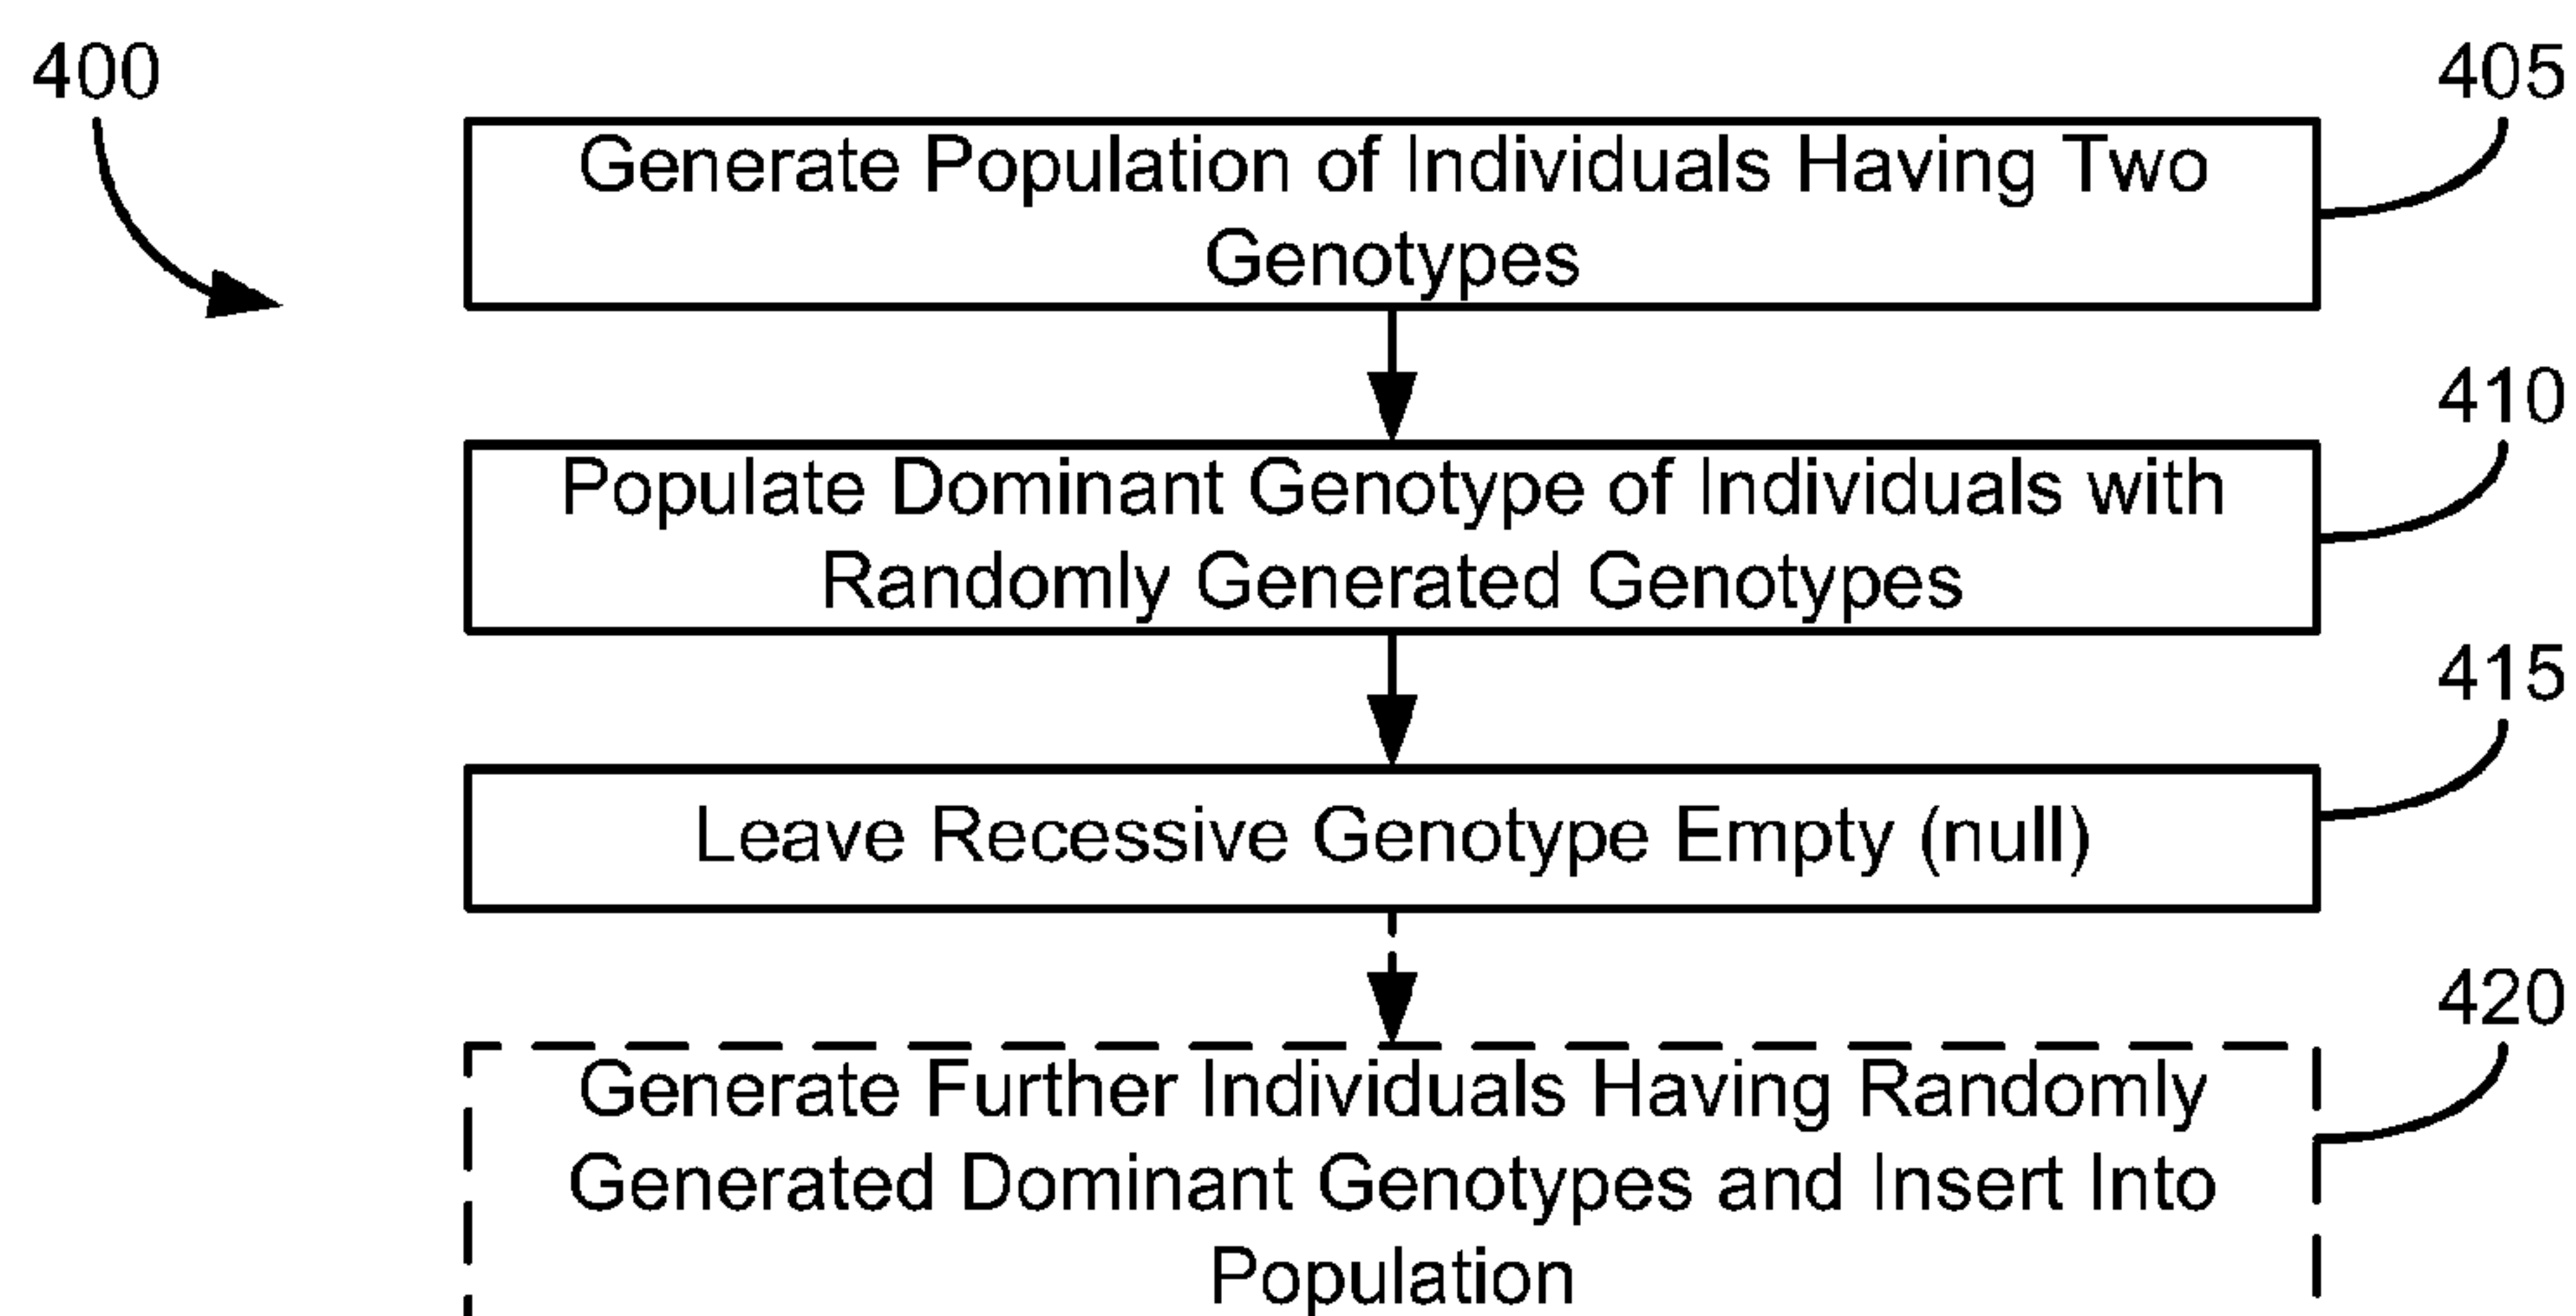 400
405
Generate Population of Individuals Having Two
Genotypes
410
Populate Dominant Genotype of Individuals with
Randomly Generated Genotypes
415
Leave Recessive Genotype Empty (null)
420
Generate Further Individuals Having Randomly
Generated Dominant Genotypes and Insert Into
Population